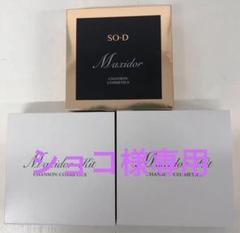 SO-D
Maxidor
CHANSON
COSMETICS
ショコ様専用
Maxidor Kit
CHANSON COSMETICS
Maxidor Kit
CHANSON COSMETICS